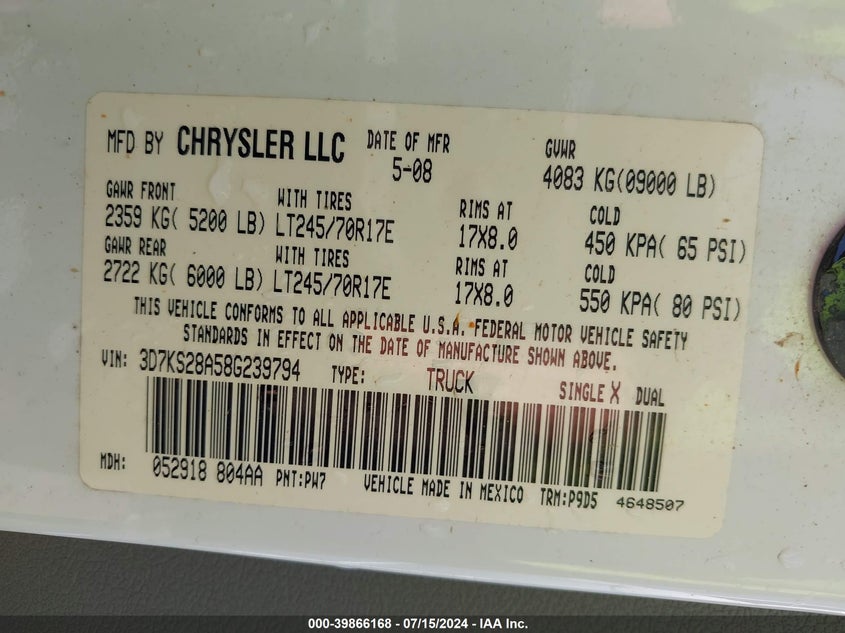 MFD BY CHRYSLER LLC DATE OF MFR 5-08 GVWR 4083 KG(09000 LB)
GAWR FRONT WITH TIRES RIMS AT COLD
2359 KG( 5200 LB) LT245/70R17E 17X8.0 450 KPA( 65 PSI)
GAWR REAR WITH TIRES RIMS AT COLD
2722 KG( 6000 LB) LT245/70R17E 17X8.0 550 KPA( 80 PSI)
THIS VEHICLE CONFORMS TO ALL APPLICABLE U.S.A. FEDERAL MOTOR VEHICLE SAFETY
STANDARDS IN EFFECT ON THE DATE OF MANUFACTURE SHOWN ABOVE.
VIN: 3D7KS28A58G239794 TYPE: TRUCK SINGLE X DUAL
MDH: 052918 804AA PNT:PW7 VEHICLE MADE IN MEXICO TRM:P9D5 4648507
000-39866168 - 07/15/2024 - IAA Inc.